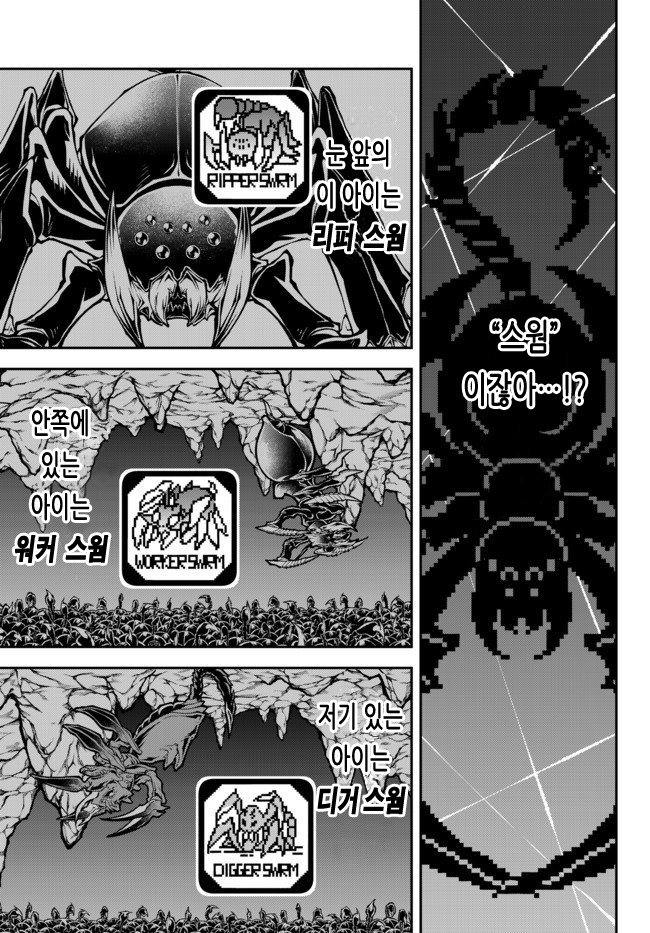 “스웜”
이잖아…!?
RIPPER SWRM
눈 앞의
이 아이는
리퍼 스웜
안쪽에
있는
아이는
워커 스웜
WORKER SWRM
저기 있는
아이는
디거 스웜
DIGGER SWRM